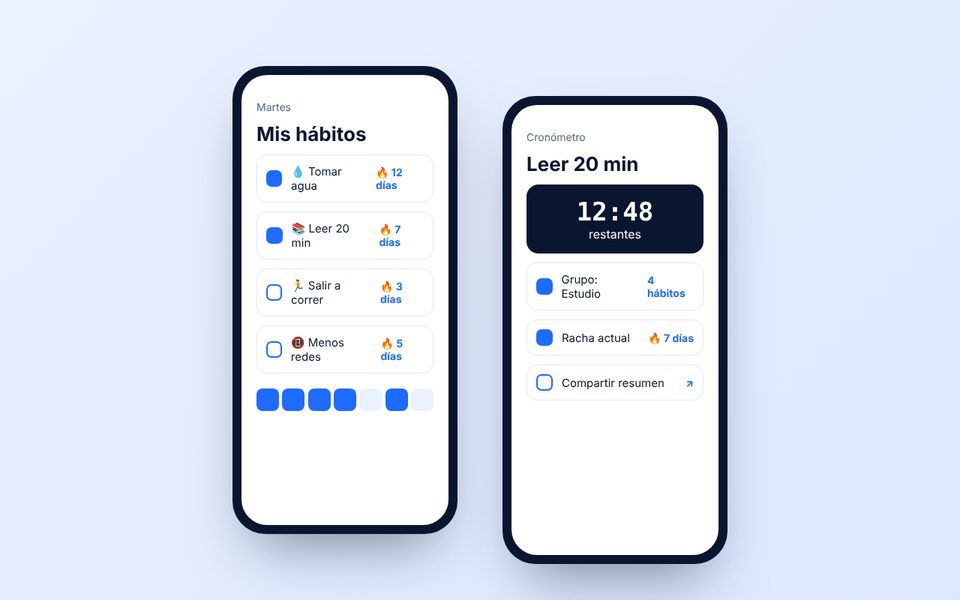 Martes
Mis hábitos
💧 Tomar
agua
🔥 12
días
📚 Leer 20
min
🔥 7
días
🏃 Salir a
correr
🔥 3
días
📵 Menos
redes
🔥 5
días
Cronómetro
Leer 20 min
12:48
restantes
Grupo:
Estudio
4
hábitos
Racha actual
🔥 7 días
Compartir resumen
↗